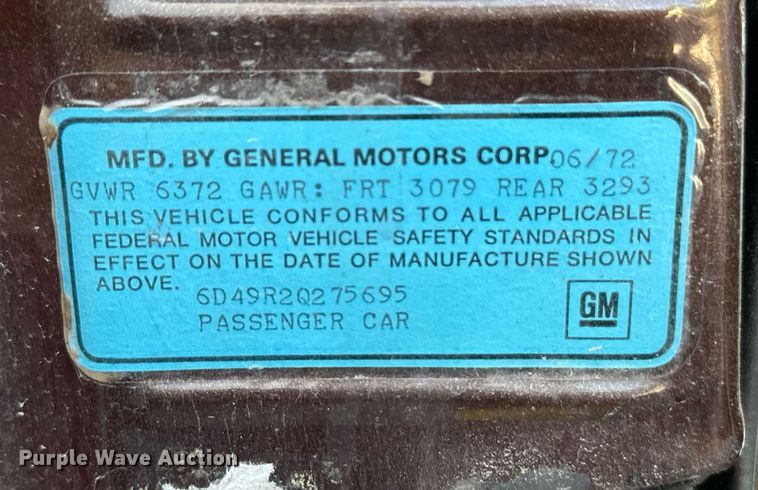 MFD. BY GENERAL MOTORS CORP. 06/72
GVWR 6372 GAWR: FRT 3079 REAR 3293
THIS VEHICLE CONFORMS TO ALL APPLICABLE
FEDERAL MOTOR VEHICLE SAFETY STANDARDS IN
EFFECT ON THE DATE OF MANUFACTURE SHOWN
ABOVE.
6D49R2Q275695
PASSENGER CAR
GM
Purple Wave Auction